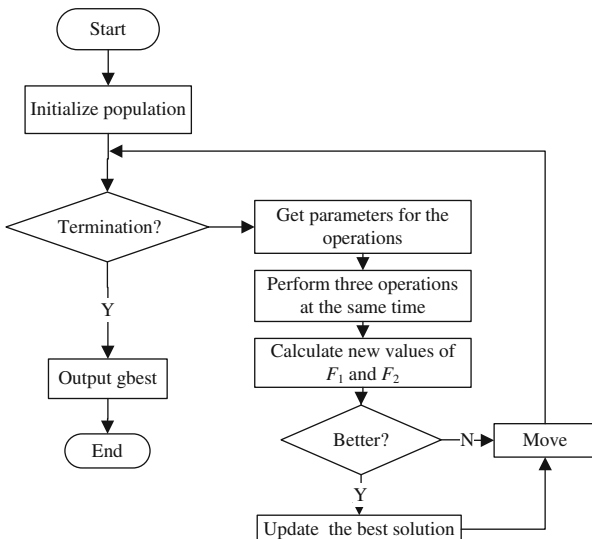 Start
Initialize population
Termination?
Y
Output gbest
End
Get parameters for the
operations
Perform three operations
at the same time
Calculate new values of
F₁ and F₂
Better?
N
Move
Y
Update the best solution